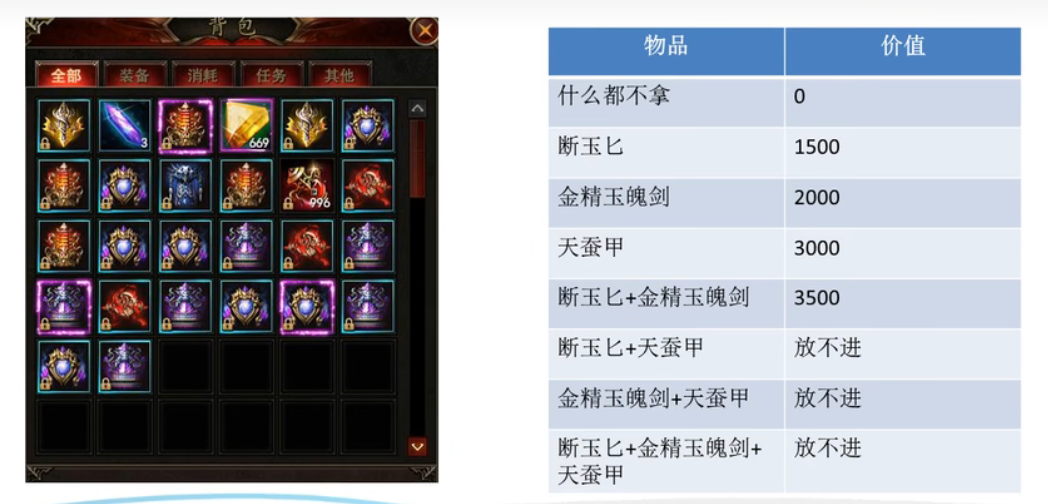 背包
全部 装备 消耗 任务 其他
3 669
996
物品 价值
什么都不拿 0
断玉匕 1500
金精玉魄剑 2000
天蚕甲 3000
断玉匕+金精玉魄剑 3500
断玉匕+天蚕甲 放不进
金精玉魄剑+天蚕甲 放不进
断玉匕+金精玉魄剑+ 放不进
天蚕甲